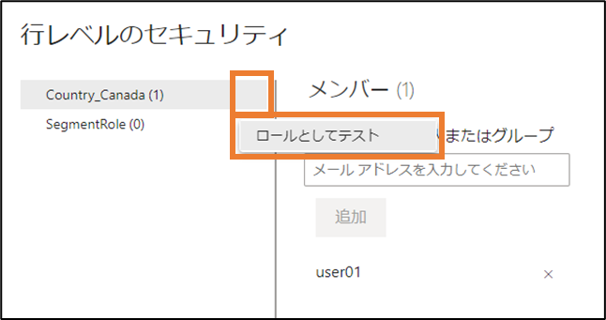 行レベルのセキュリティ
Country_Canada (1)
SegmentRole (0)
メンバー (1)
ロールとしてテスト
またはグループ
メール アドレスを入力してください
追加
user01